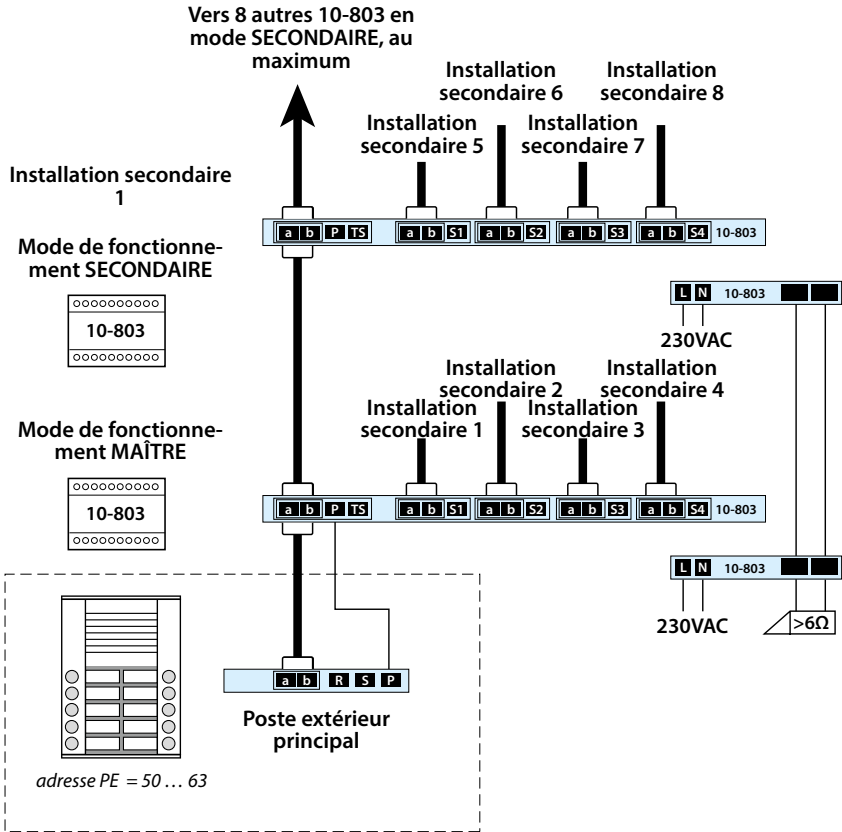 Vers 8 autres 10-803 en
mode SECONDAIRE, au
maximum
Installation
secondaire 6
Installation
secondaire 8
Installation
secondaire 5
Installation
secondaire 7
Installation secondaire
1
a b P TS a b S1 a b S2 a b S3 a b S4 10-803
Mode de fonctionne-
ment SECONDAIRE
10-803
L N 10-803
230VAC
Installation
secondaire 2
Installation
secondaire 4
Installation
secondaire 1
Installation
secondaire 3
Mode de fonctionne-
ment MAÎTRE
10-803
a b P TS a b S1 a b S2 a b S3 a b S4 10-803
L N 10-803
230VAC
>6Ω
a b R S P
Poste extérieur
principal
adresse PE = 50 … 63